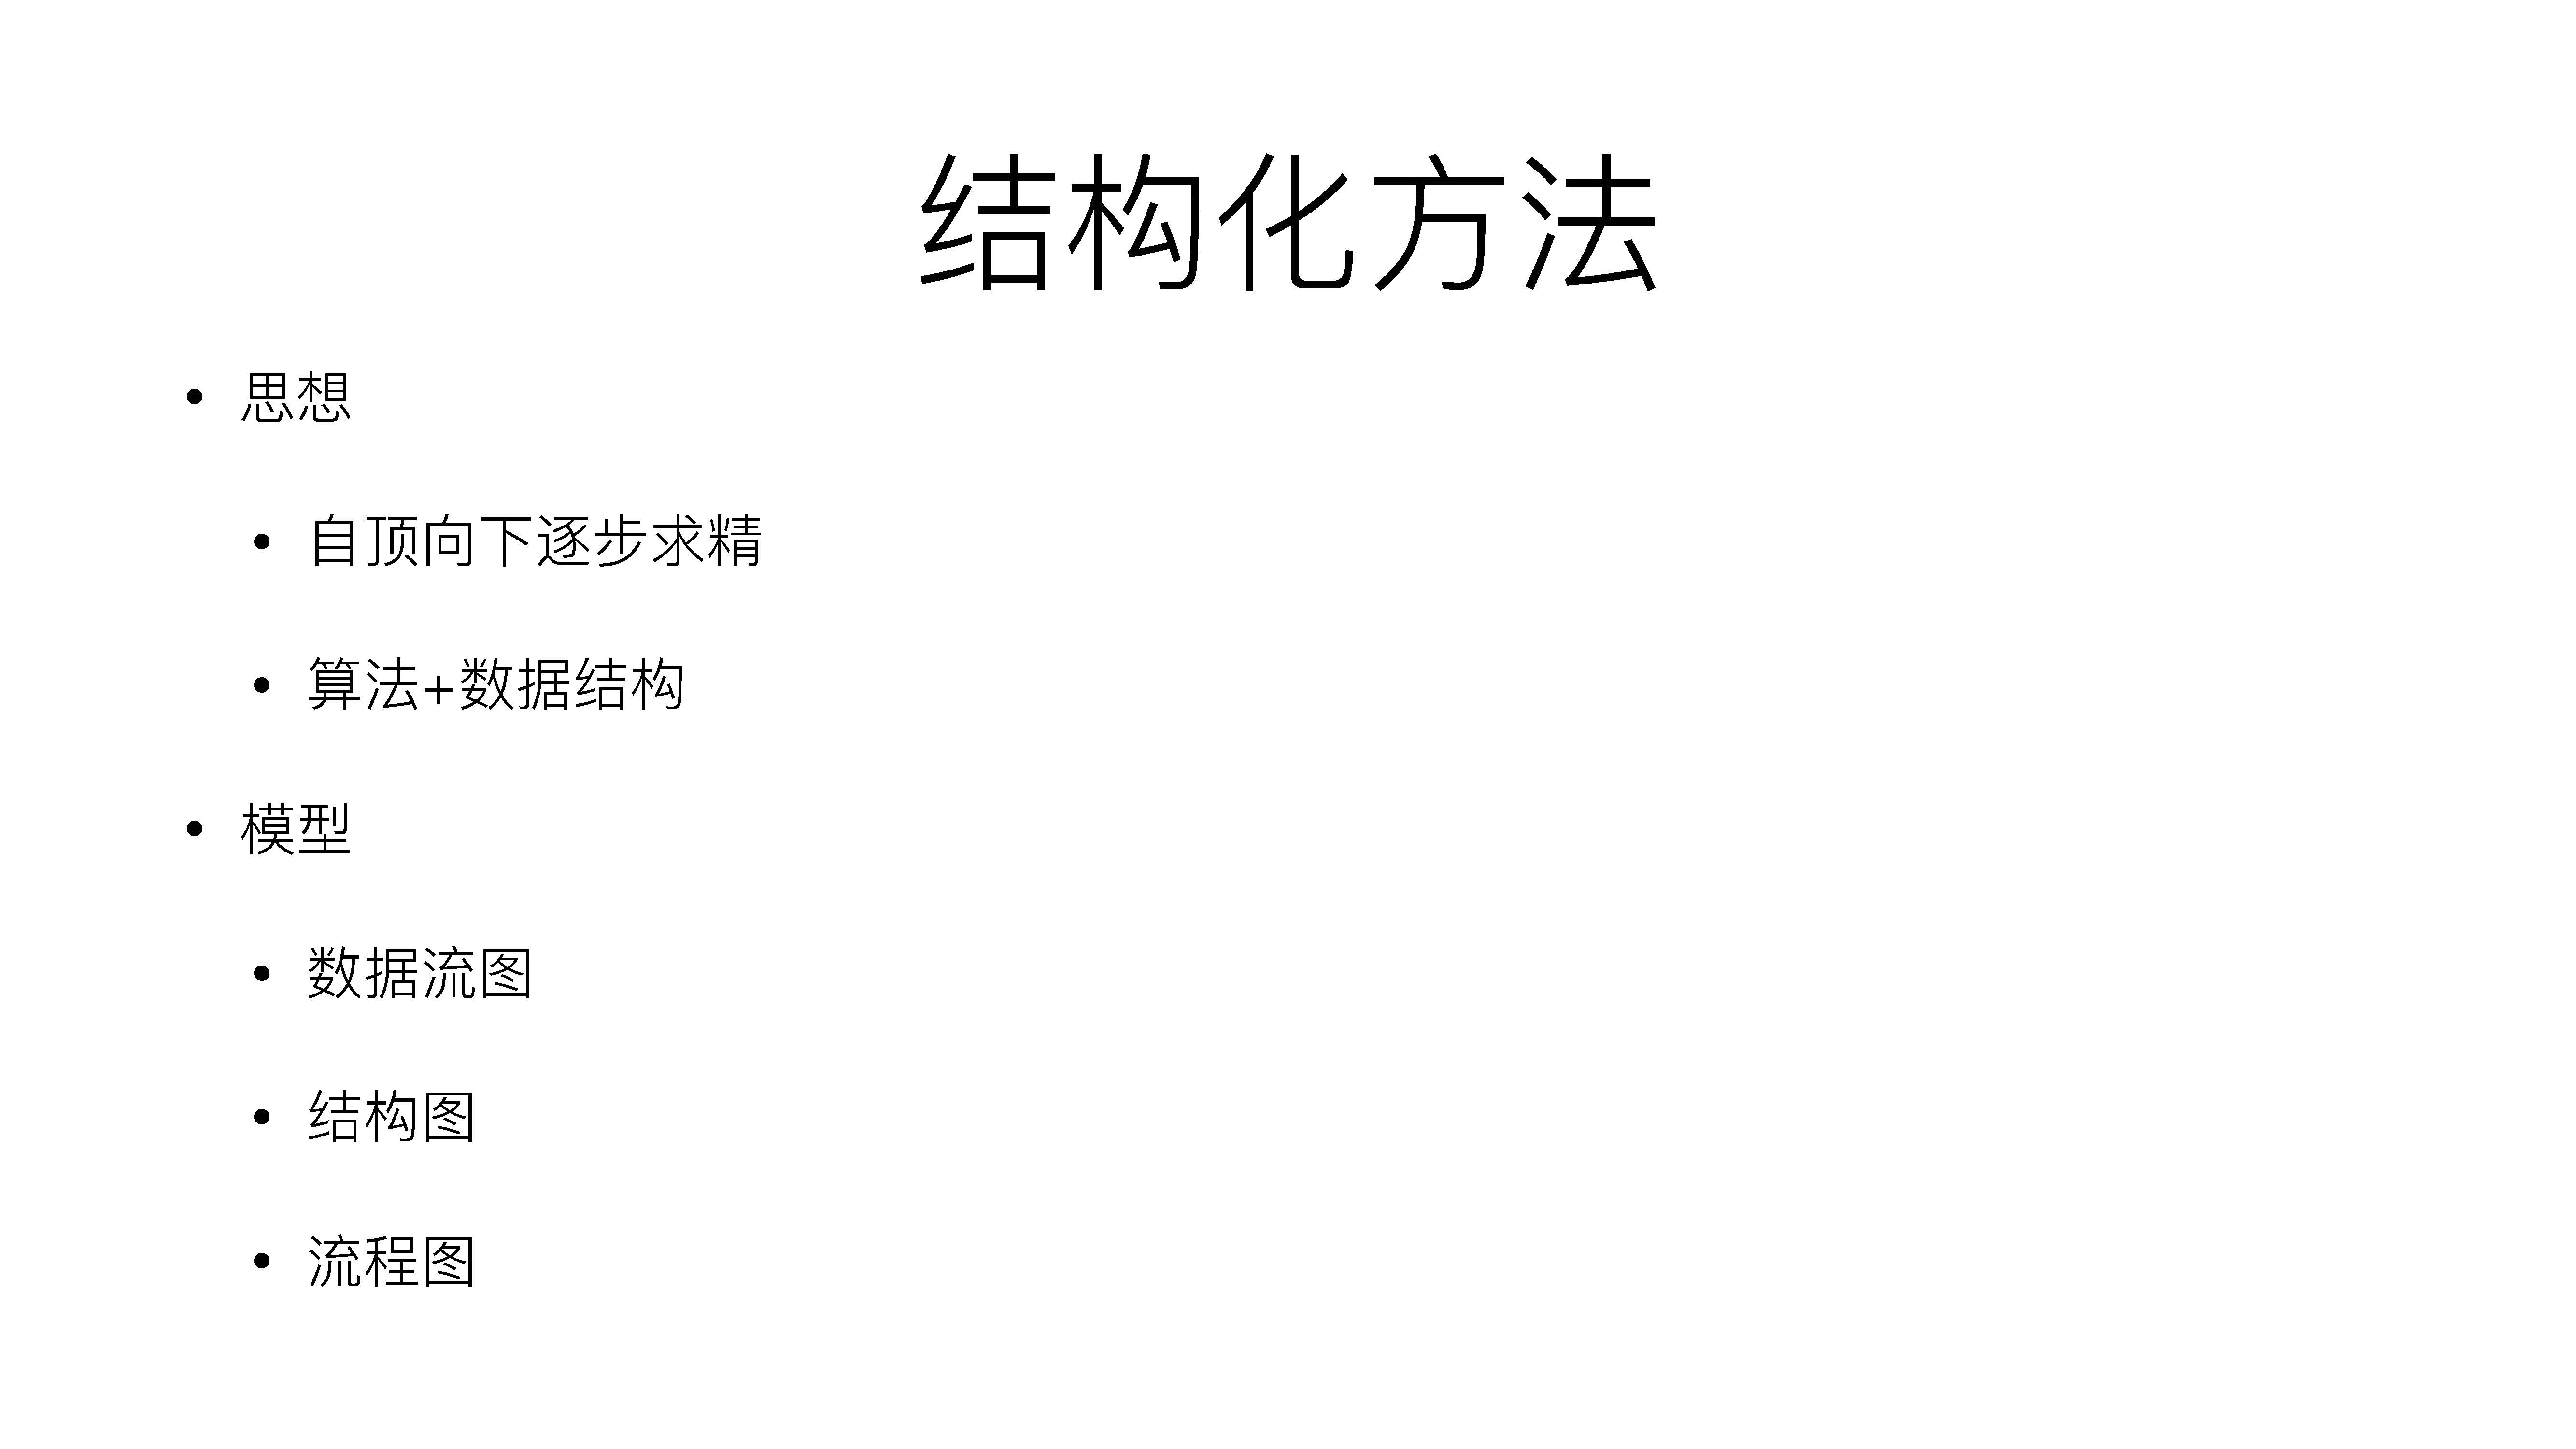 结构化方法
• 思想
• 自顶向下逐步求精
• 算法+数据结构
• 模型
• 数据流图
• 结构图
• 流程图